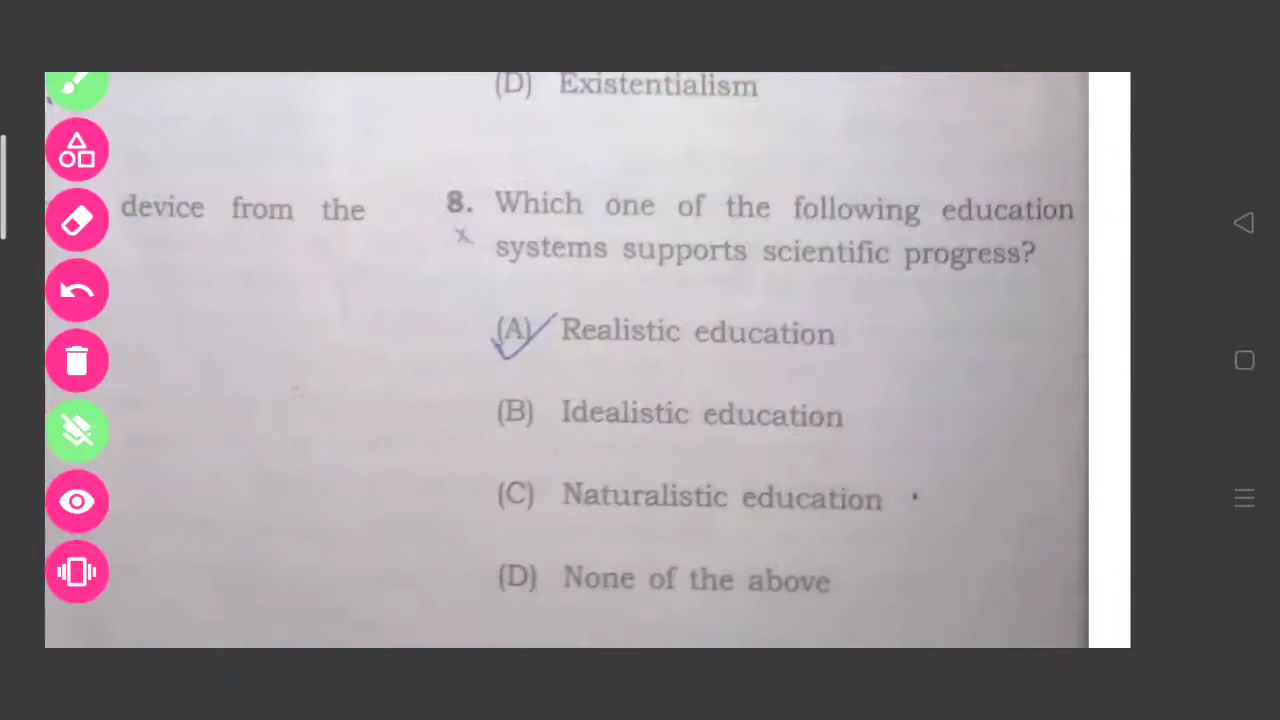 (D) Existentialism
device from the
8. Which one of the following education
systems supports scientific progress?
(A) Realistic education
(B) Idealistic education
(C) Naturalistic education
(D) None of the above